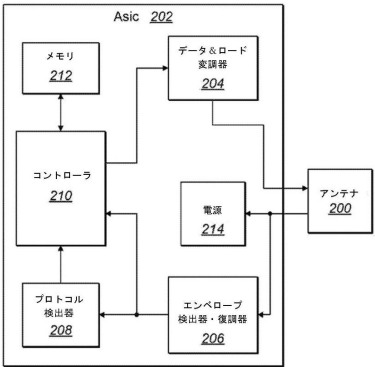 Asic 202
メモリ
212
データ＆ロード
変調器
204
コントローラ
210
電源
214
アンテナ
200
プロトコル
検出器
208
エンベロープ
検出器・復調器
206